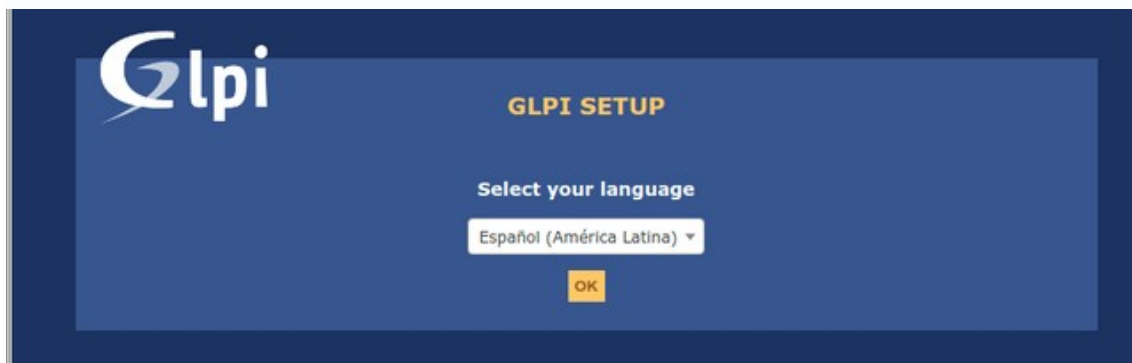 Glpi
GLPI SETUP
Select your language
Español (América Latina)
OK